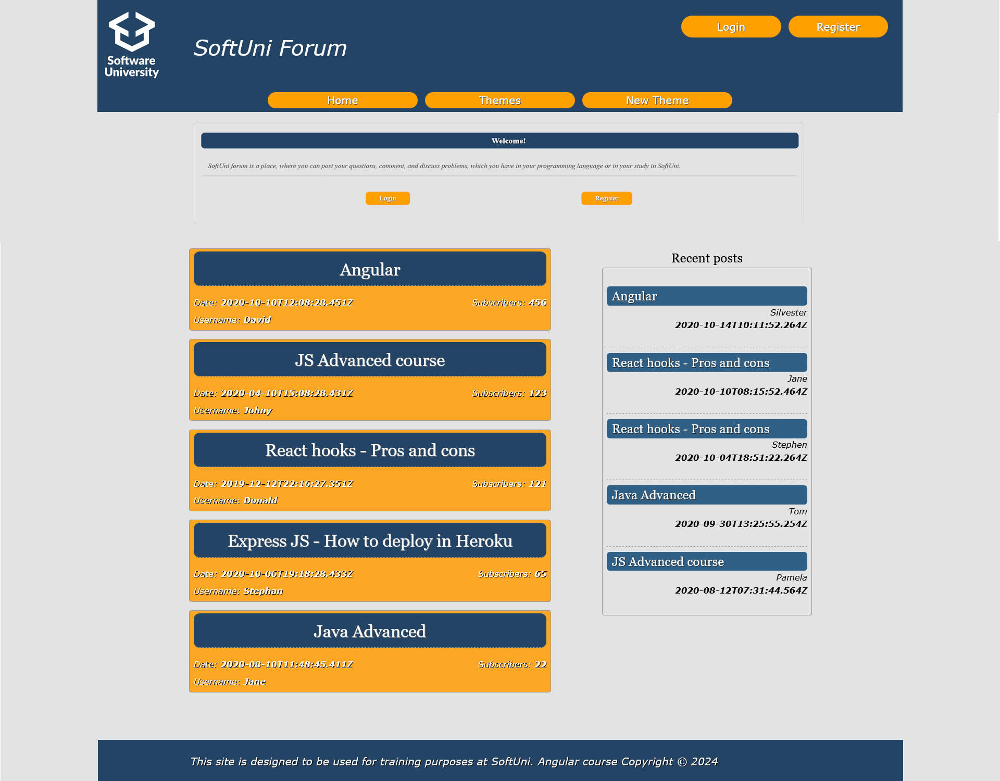 Software
University
SoftUni Forum
Login
Register
Home
Themes
New Theme
Welcome!
SoftUni forum is a place, where you can post your questions, comment, and discuss problems, which you have in your programming language or in your study in SoftUni.
Login
Register
Angular
Date: 2020-10-10T12:08:28.451Z
Subscribers: 456
Username: David
JS Advanced course
Date: 2020-04-10T15:08:28.431Z
Subscribers: 123
Username: Johny
React hooks - Pros and cons
Date: 2019-12-12T22:16:27.351Z
Subscribers: 121
Username: Donald
Express JS - How to deploy in Heroku
Date: 2020-10-06T19:18:28.433Z
Subscribers: 65
Username: Stephan
Java Advanced
Date: 2020-08-10T11:48:45.411Z
Subscribers: 22
Username: Jane
Recent posts
Angular
Silvester
2020-10-14T10:11:52.264Z
React hooks - Pros and cons
Jane
2020-10-10T08:15:52.464Z
React hooks - Pros and cons
Stephen
2020-10-04T18:51:22.264Z
Java Advanced
Tom
2020-09-30T13:25:55.254Z
JS Advanced course
Pamela
2020-08-12T07:31:44.564Z
This site is designed to be used for training purposes at SoftUni. Angular course Copyright © 2024